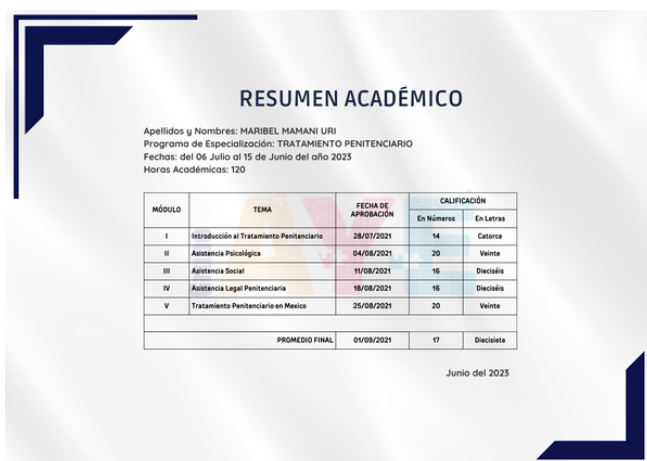 RESUMEN ACADÉMICO
Apellidos y Nombres: MARIBEL MAMANI URI
Programa de Especialización: TRATAMIENTO PENITENCIARIO
Fechas: del 06 Julio al 15 de Junio del año 2023
Horas Académicas: 120
MÓDULO TEMA FECHA DE APROBACIÓN CALIFICACIÓN
En Números En Letras
I Introducción al Tratamiento Penitenciario 28/07/2021 14 Catorce
II Asistencia Psicológica 04/08/2021 20 Veinte
III Asistencia Social 11/08/2021 16 Dieciséis
IV Asistencia Legal Penitenciaria 18/08/2021 16 Dieciséis
V Tratamiento Penitenciario en Mexico 25/08/2021 20 Veinte
PROMEDIO FINAL 01/09/2021 17 Diecisiete
Junio del 2023